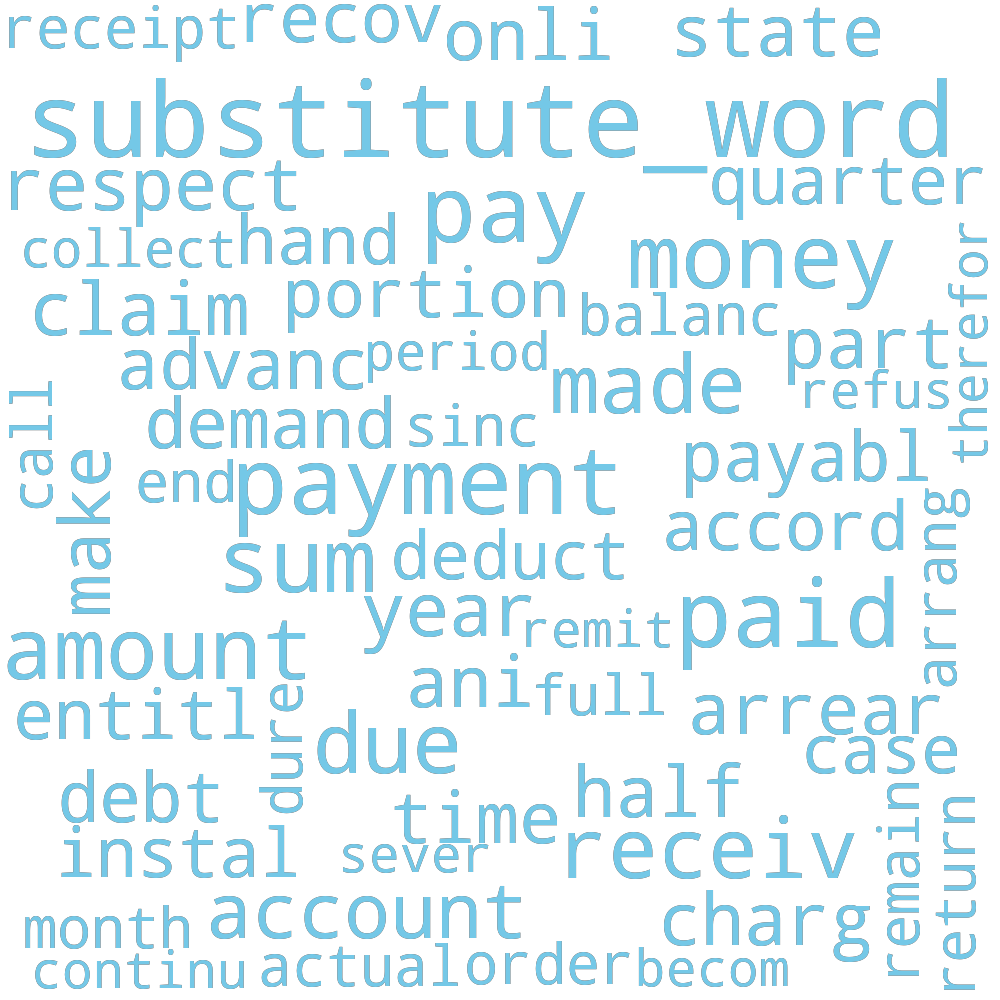 receipt recov onli state
substitute_word
respect pay quarter
collect hand money
claim portion balanc therefor
advanc period part
made refus
call demand sinc
make end payment payabl
sum deduct accord arrang
year remit paid
amount ani full
entitl dure due arrear
case
debt time half
instal sever receiv remain return
month account charg
continu actual order becom